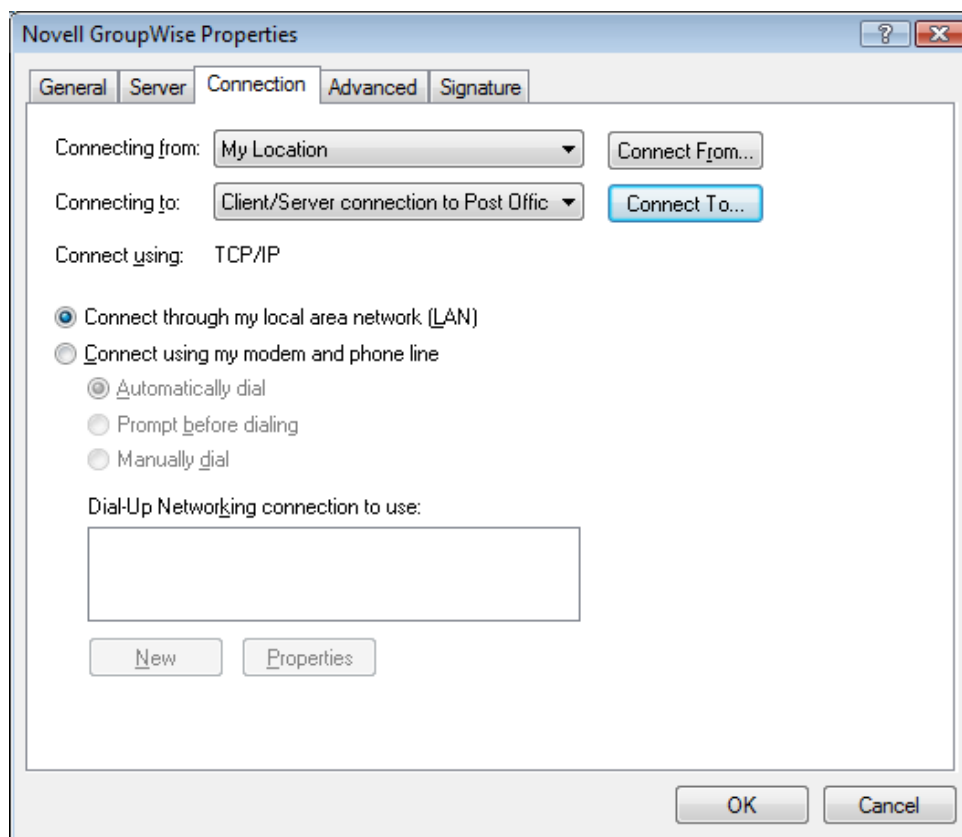 Novell GroupWise Properties
General Server Connection Advanced Signature
Connecting from: My Location Connect From...
Connecting to: Client/Server connection to Post Offic Connect To...
Connect using: TCP/IP
Connect through my local area network (LAN)
Connect using my modem and phone line
Automatically dial
Prompt before dialing
Manually dial
Dial-Up Networking connection to use:
New Properties
OK Cancel